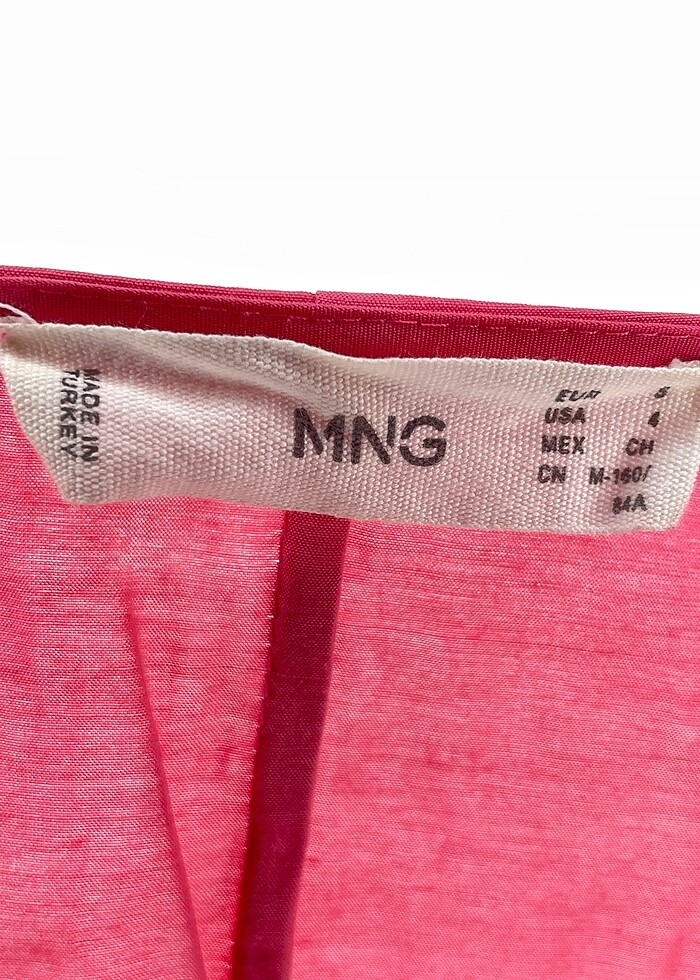 MADE IN
TURKEY
MNG
EUR S
USA 4
MEX CH
CN M-160/
84A